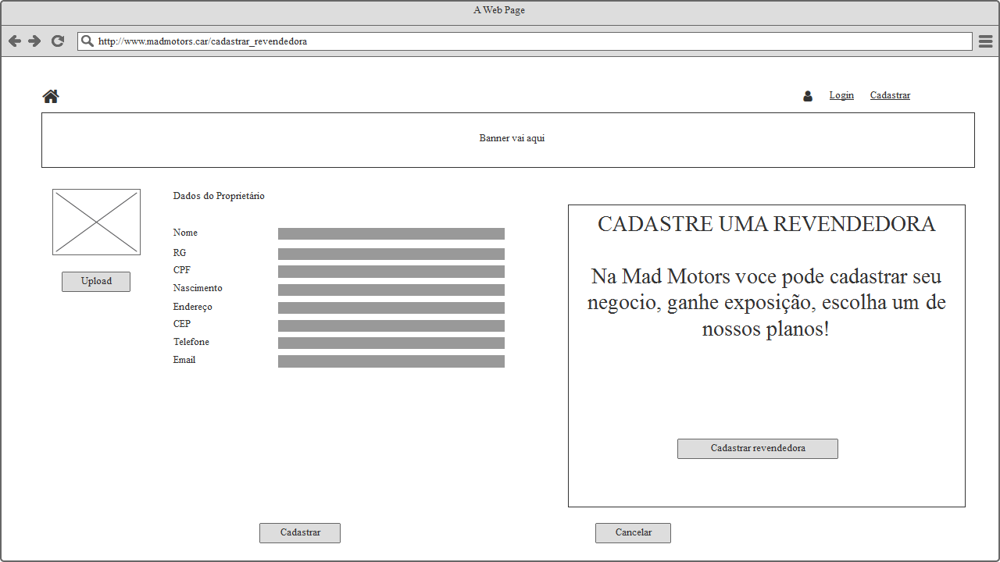 A Web Page
http://www.madmotors.car/cadastrar_revendedora
Login Cadastrar
Banner vai aqui
Dados do Proprietário
Nome
RG
CPF
Nascimento
Endereço
CEP
Telefone
Email
Upload
CADASTRE UMA REVENDEDORA
Na Mad Motors voce pode cadastrar seu
negocio, ganhe exposição, escolha um de
nossos planos!
Cadastrar revendedora
Cadastrar
Cancelar